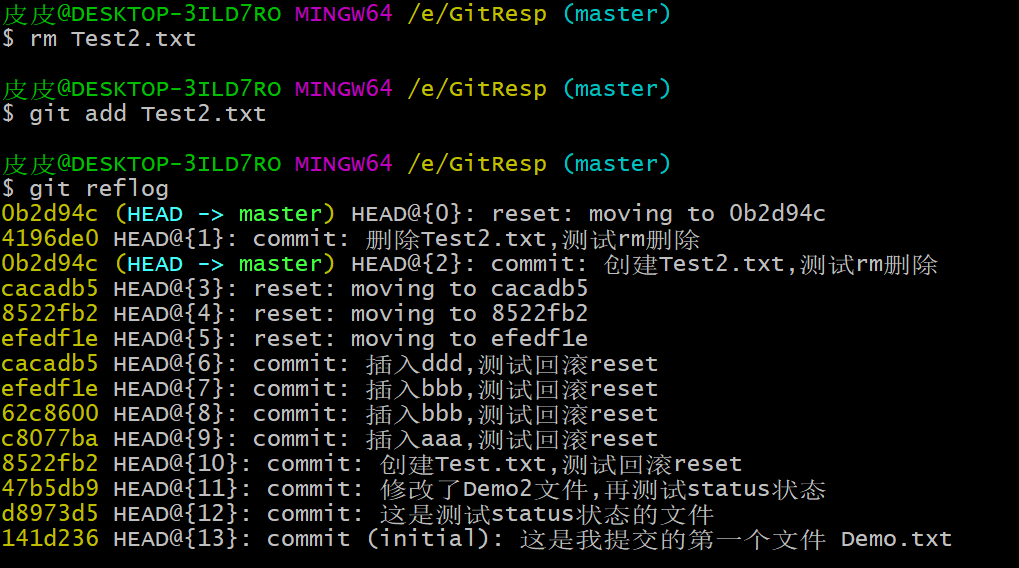 皮皮@DESKTOP-3ILD7RO MINGW64 /e/GitResp (master)
$ rm Test2.txt
皮皮@DESKTOP-3ILD7RO MINGW64 /e/GitResp (master)
$ git add Test2.txt
皮皮@DESKTOP-3ILD7RO MINGW64 /e/GitResp (master)
$ git reflog
0b2d94c (HEAD -> master) HEAD@{0}: reset: moving to 0b2d94c
4196de0 HEAD@{1}: commit: 删除Test2.txt,测试rm删除
0b2d94c (HEAD -> master) HEAD@{2}: commit: 创建Test2.txt,测试rm删除
cacadb5 HEAD@{3}: reset: moving to cacadb5
8522fb2 HEAD@{4}: reset: moving to 8522fb2
efedf1e HEAD@{5}: reset: moving to efedf1e
cacadb5 HEAD@{6}: commit: 插入ddd,测试回滚reset
efedf1e HEAD@{7}: commit: 插入bbb,测试回滚reset
62c8600 HEAD@{8}: commit: 插入bbb,测试回滚reset
c8077ba HEAD@{9}: commit: 插入aaa,测试回滚reset
8522fb2 HEAD@{10}: commit: 创建Test.txt,测试回滚reset
47b5db9 HEAD@{11}: commit: 修改了Demo2文件,再测试status状态
d8973d5 HEAD@{12}: commit: 这是测试status状态的文件
141d236 HEAD@{13}: commit (initial): 这是我提交的第一个文件 Demo.txt